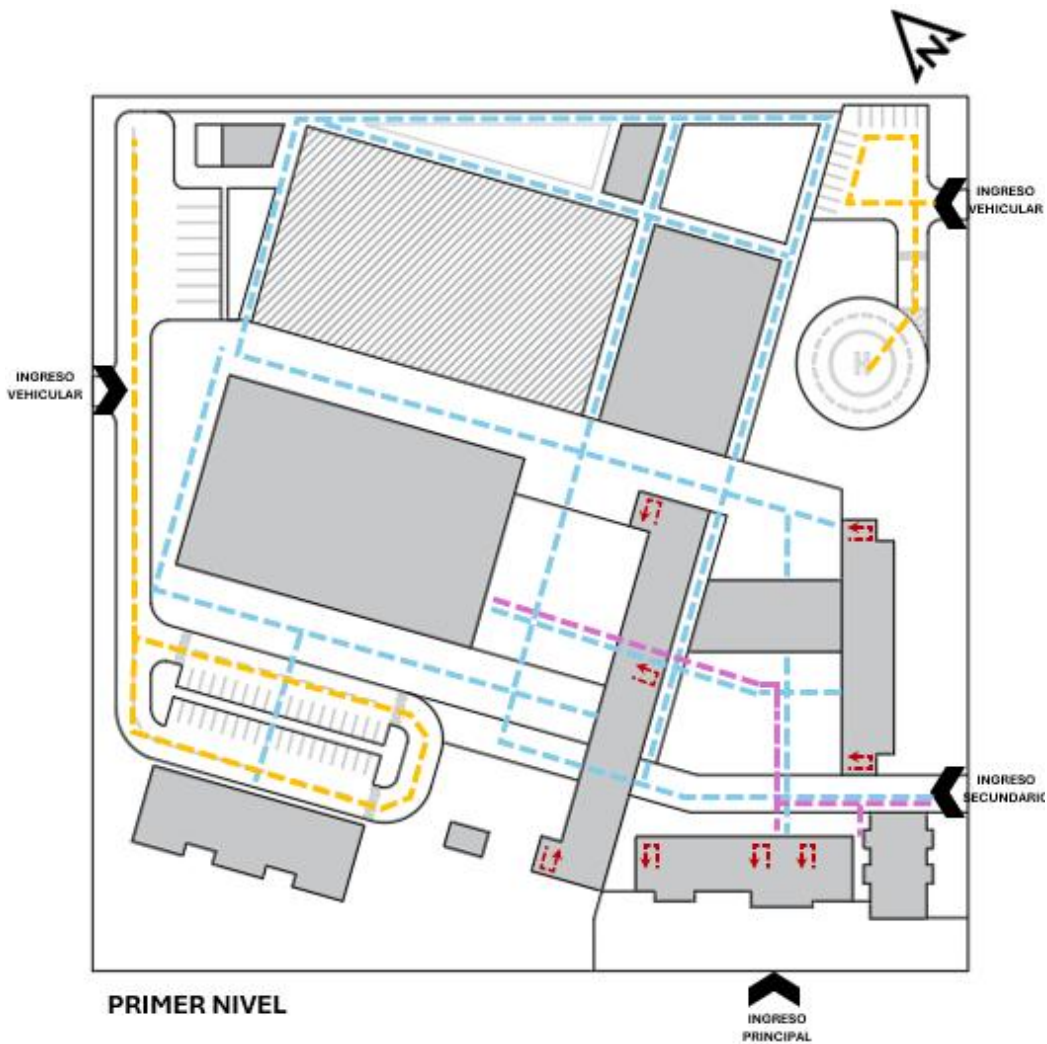 N
INGRESO
VEHICULAR
INGRESO
VEHICULAR
H
INGRESO
SECUNDARIO
PRIMER NIVEL
INGRESO
PRINCIPAL